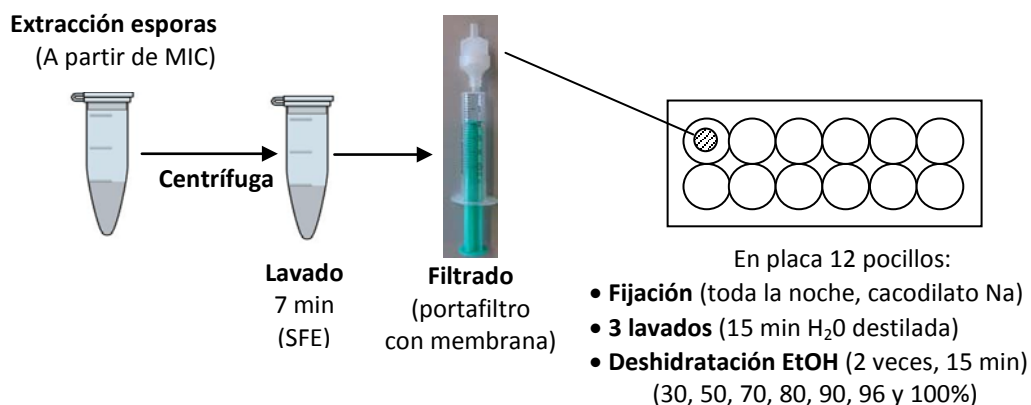 Extracción esporas
(A partir de MIC)
Centrífuga
Lavado
7 min
(SFE)
Filtrado
(portafiltro
con membrana)
En placa 12 pocillos:
• Fijación (toda la noche, cacodilato Na)
• 3 lavados (15 min H₂0 destilada)
• Deshidratación EtOH (2 veces, 15 min)
(30, 50, 70, 80, 90, 96 y 100%)